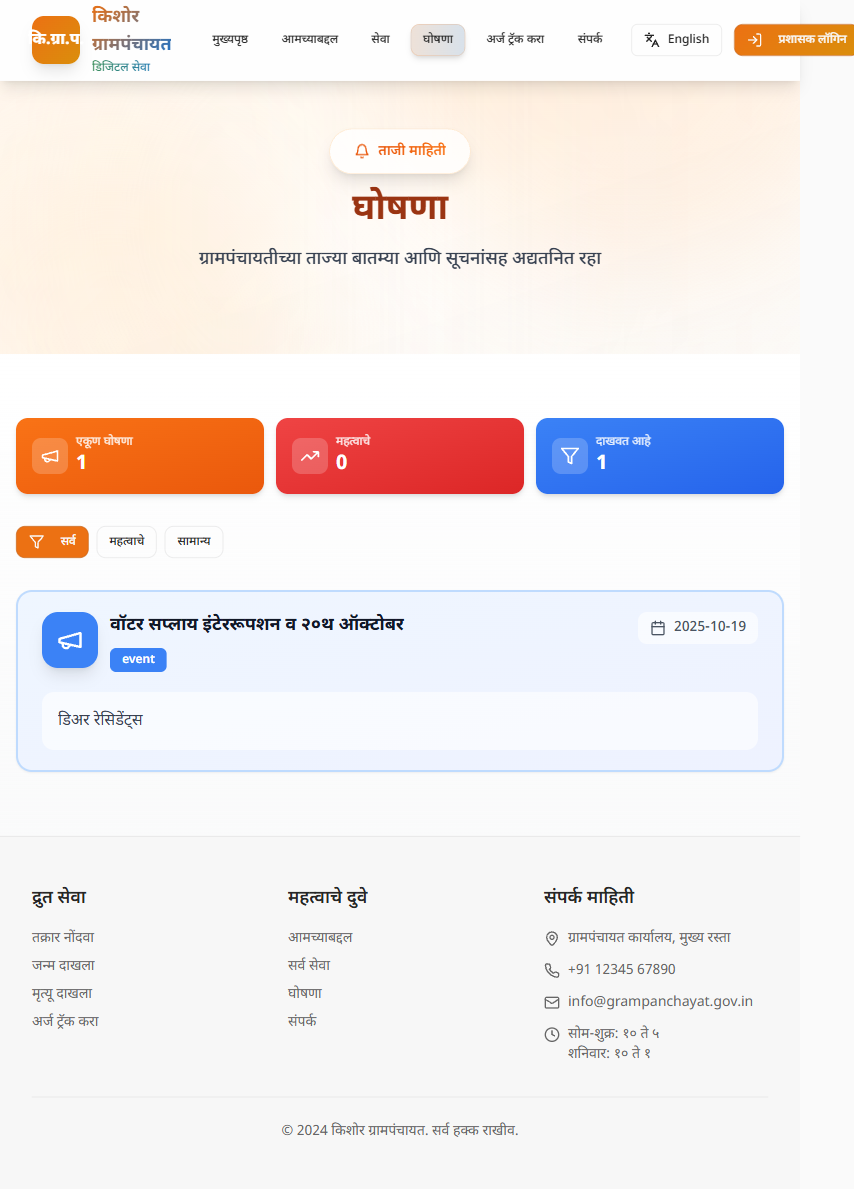 कि.ग्रा.प
किशोर
ग्रामपंचायत
डिजिटल सेवा
मुख्यपृष्ठ
आमच्याबद्दल
सेवा
घोषणा
अर्ज ट्रॅक करा
संपर्क
English
प्रशासक लॉगिन
ताजी माहिती
घोषणा
ग्रामपंचायतीच्या ताज्या बातम्या आणि सूचनांसह अद्यतनित रहा
एकूण घोषणा
1
महत्वाचे
0
दाखवत आहे
1
सर्व
महत्वाचे
सामान्य
वॉटर सप्लाय इंटेररूपशन व २०थ ऑक्टोबर
event
2025-10-19
डिअर रेसिडेंट्स
द्रुत सेवा
तक्रार नोंदवा
जन्म दाखला
मृत्यू दाखला
अर्ज ट्रॅक करा
महत्वाचे दुवे
आमच्याबद्दल
सर्व सेवा
घोषणा
संपर्क
संपर्क माहिती
ग्रामपंचायत कार्यालय, मुख्य रस्ता
+91 12345 67890
info@grampanchayat.gov.in
सोम-शुक्र: १० ते ५
शनिवार: १० ते १
© 2024 किशोर ग्रामपंचायत. सर्व हक्क राखीव.